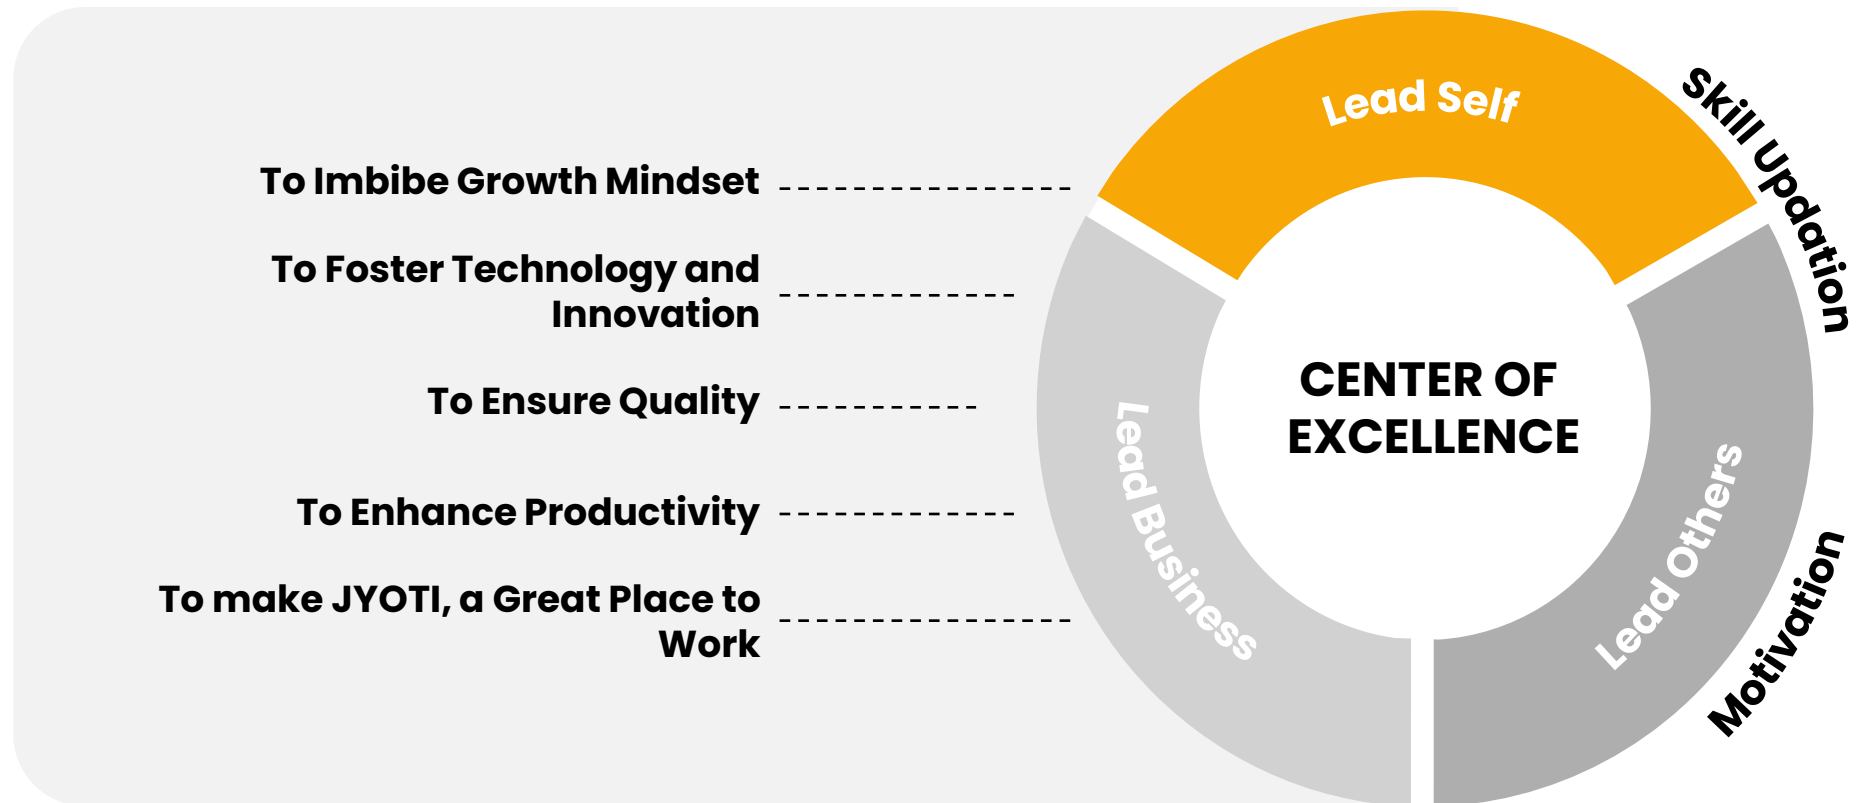 To Imbibe Growth Mindset
To Foster Technology and
Innovation
To Ensure Quality
To Enhance Productivity
To make JYOTI, a Great Place to
Work
Lead Self
Lead Business
Lead Others
CENTER OF
EXCELLENCE
Skill Updation
Motivation